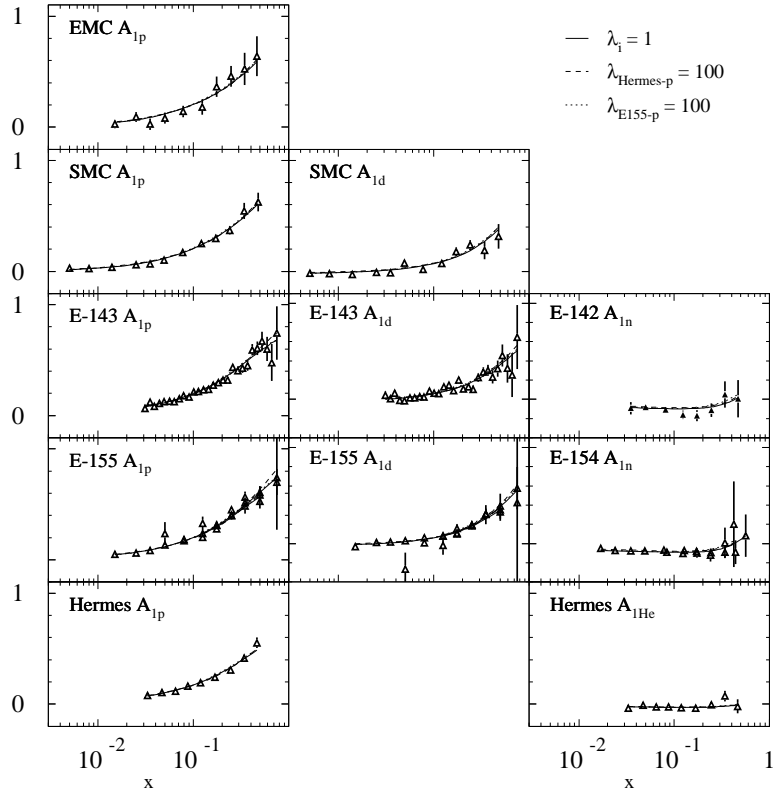 1
EMC A1p
λi = 1
λHermes-p = 100
λE155-p = 100
0
SMC A1p
SMC A1d
1
0
E-143 A1p
E-143 A1d
E-142 A1n
1
0
E-155 A1p
E-155 A1d
E-154 A1n
Hermes A1p
Hermes A1He
1
0
10-2 10-1 10-2 10-1 1
x x